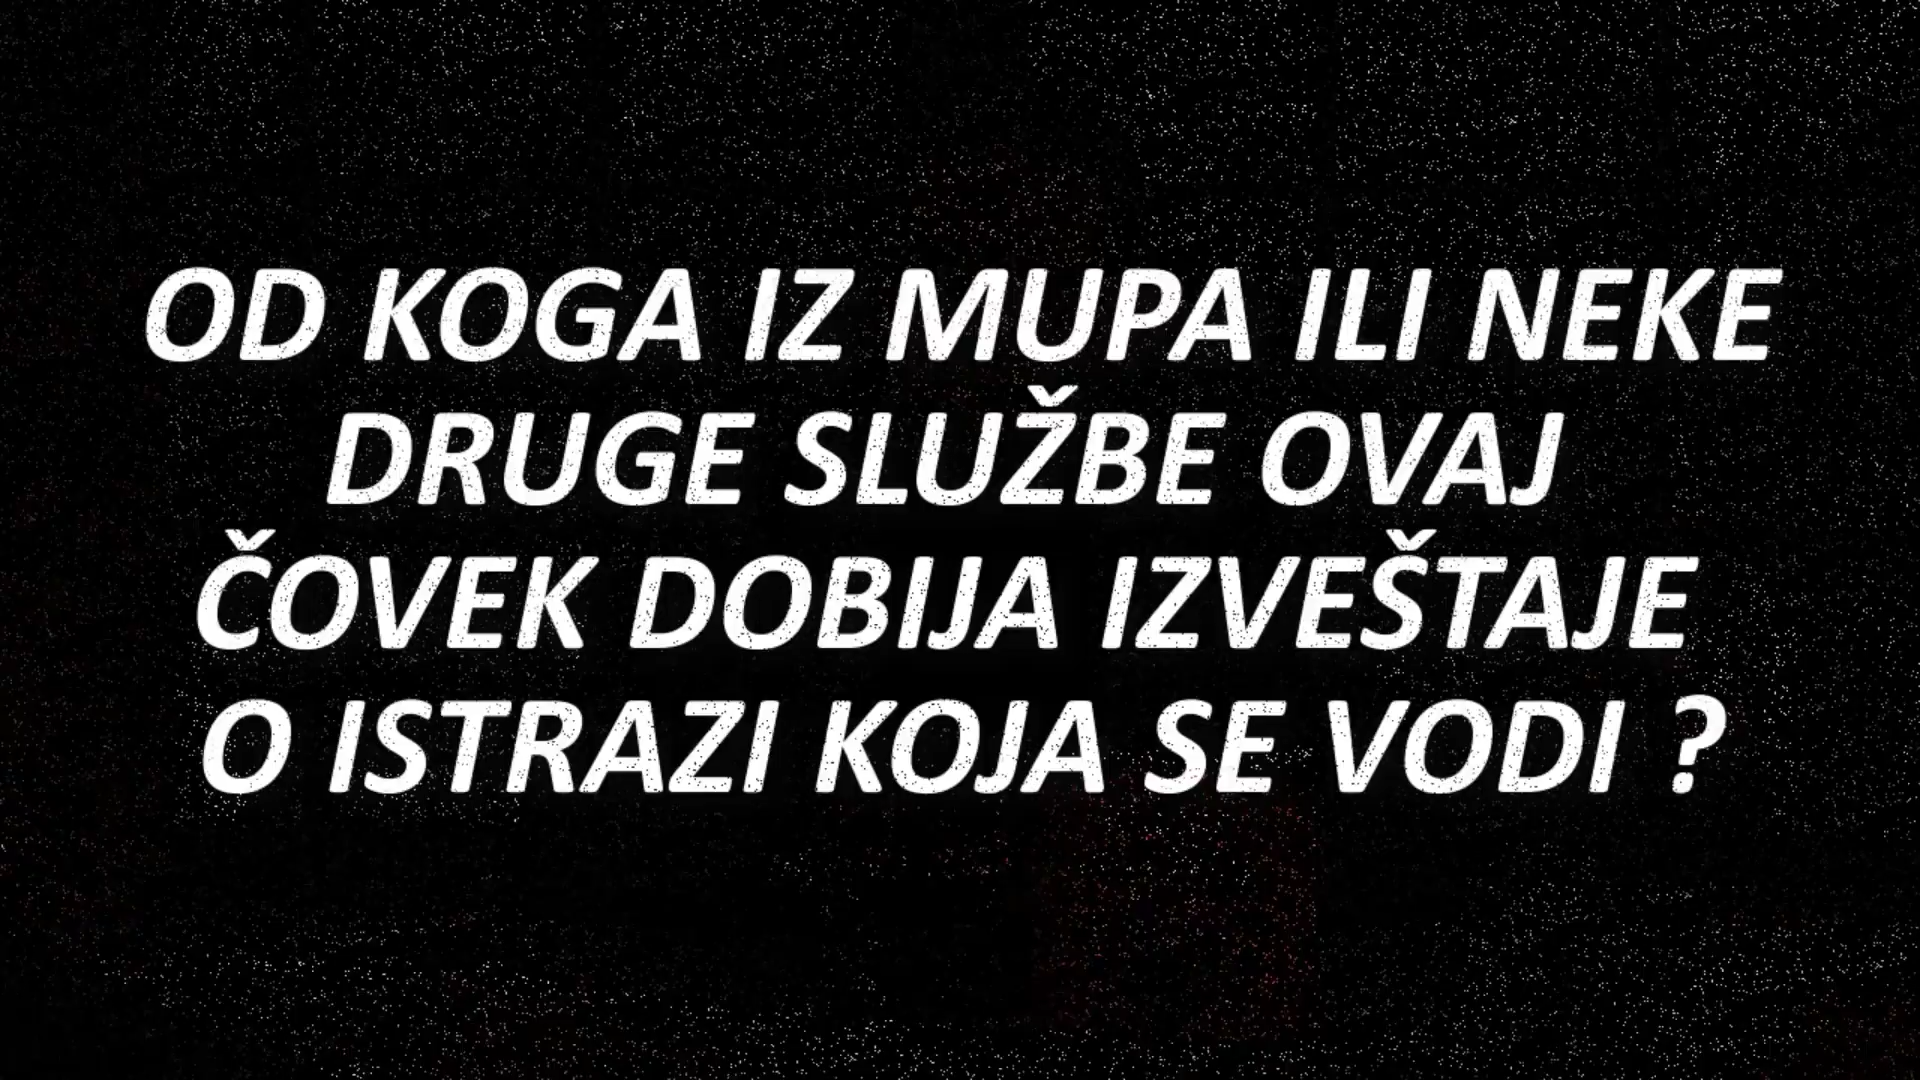 OD KOGA IZ MUPA ILI NEKE
DRUGE SLUŽBE OVAJ
ČOVEK DOBIJA IZVEŠTAJE
O ISTRAZI KOJA SE VODI ?